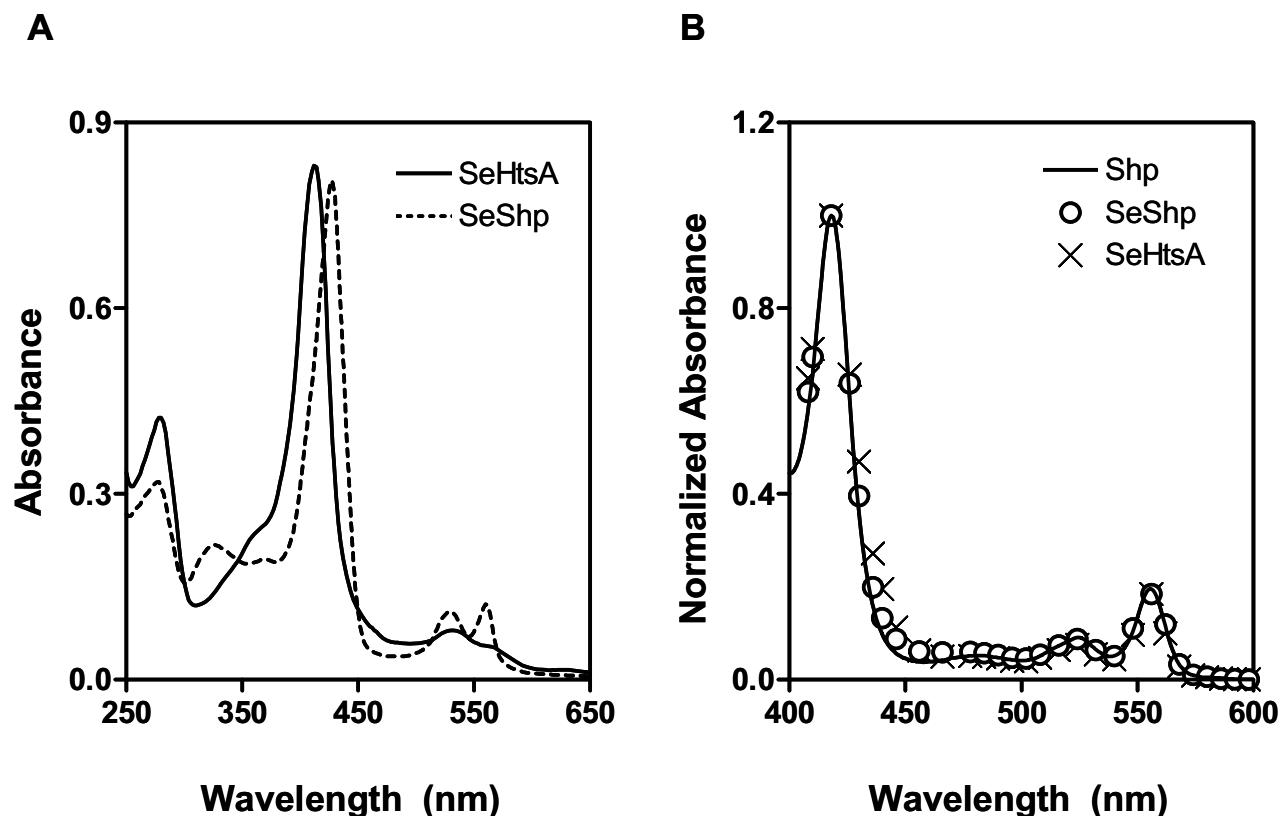 A
0.9
0.6
0.3
0.0
250 350 450 550 650
Absorbance
Wavelength (nm)
SeHtsA
SeShp
B
1.2
0.8
0.4
0.0
400 450 500 550 600
Normalized Absorbance
Wavelength (nm)
Shp
SeShp
SeHtsA